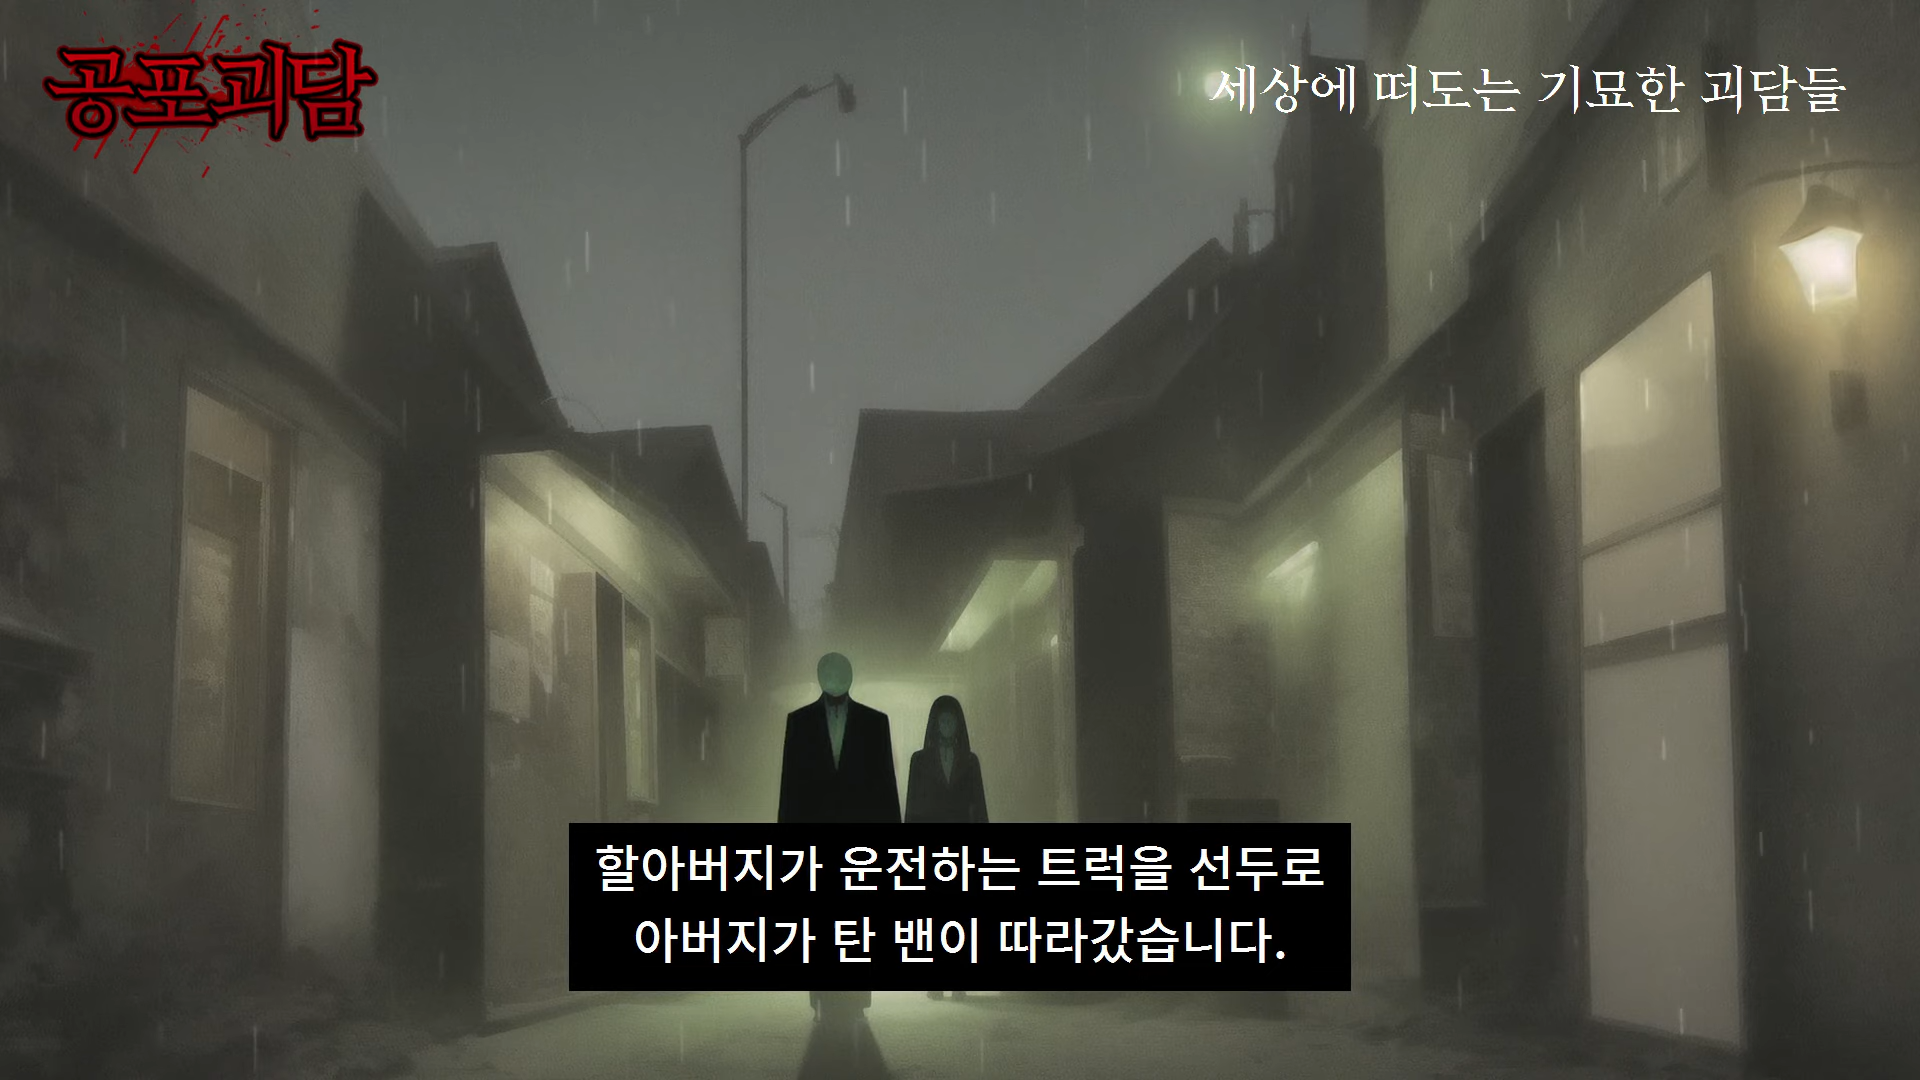 공포괴담
세상에 떠도는 기묘한 괴담들
할아버지가 운전하는 트럭을 선두로
아버지가 탄 밴이 따라갔습니다.